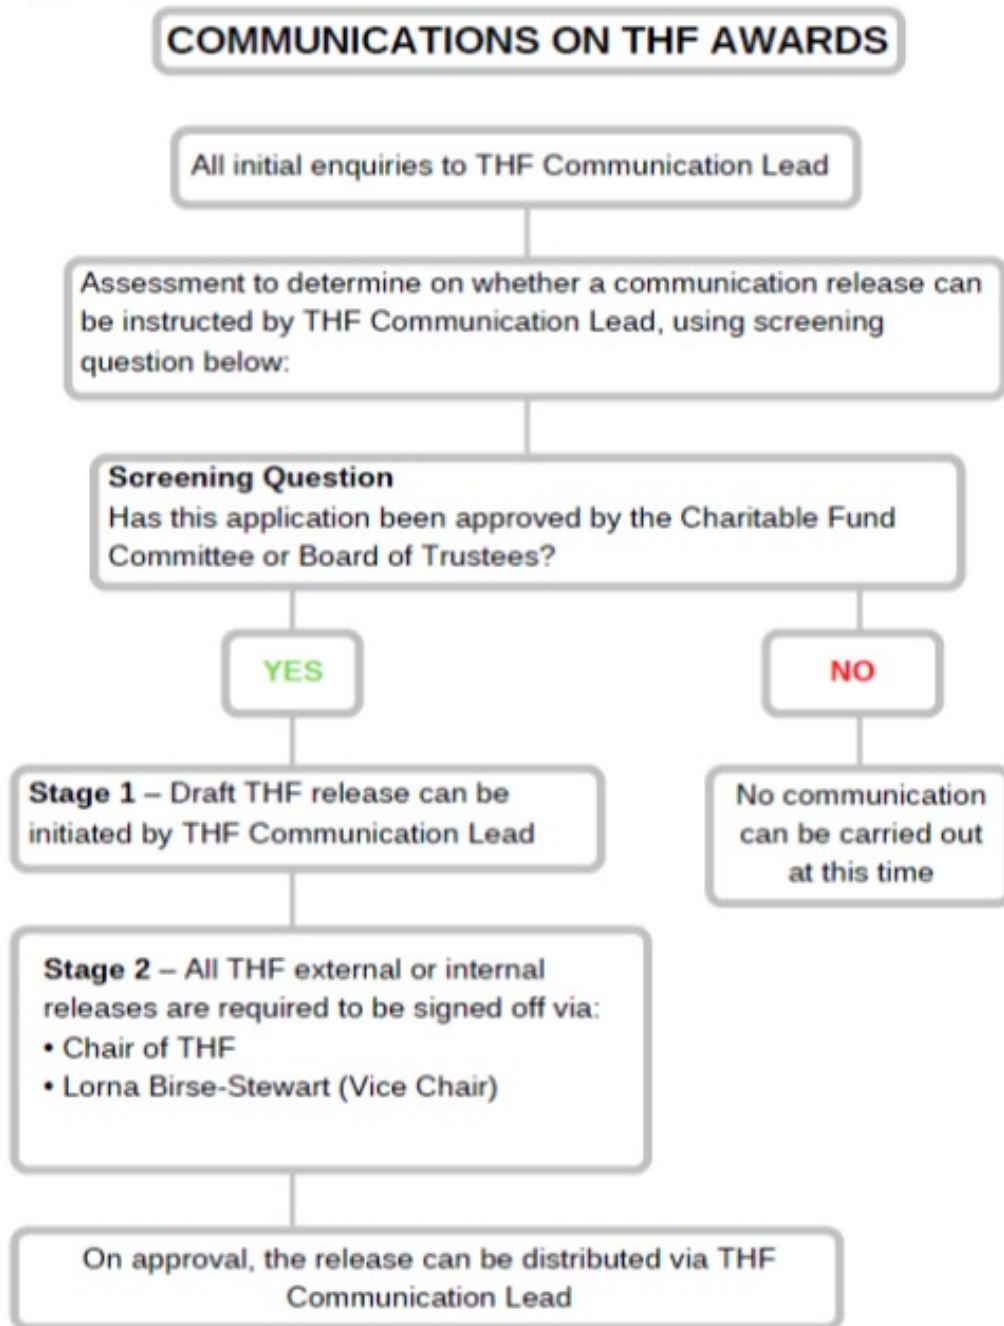 COMMUNICATIONS ON THF AWARDS
All initial enquiries to THF Communication Lead
Assessment to determine on whether a communication release can
be instructed by THF Communication Lead, using screening
question below:
Screening Question
Has this application been approved by the Charitable Fund
Committee or Board of Trustees?
YES
NO
Stage 1 – Draft THF release can be
initiated by THF Communication Lead
No communication
can be carried out
at this time
Stage 2 – All THF external or internal
releases are required to be signed off via:
• Chair of THF
• Lorna Birse-Stewart (Vice Chair)
On approval, the release can be distributed via THF
Communication Lead